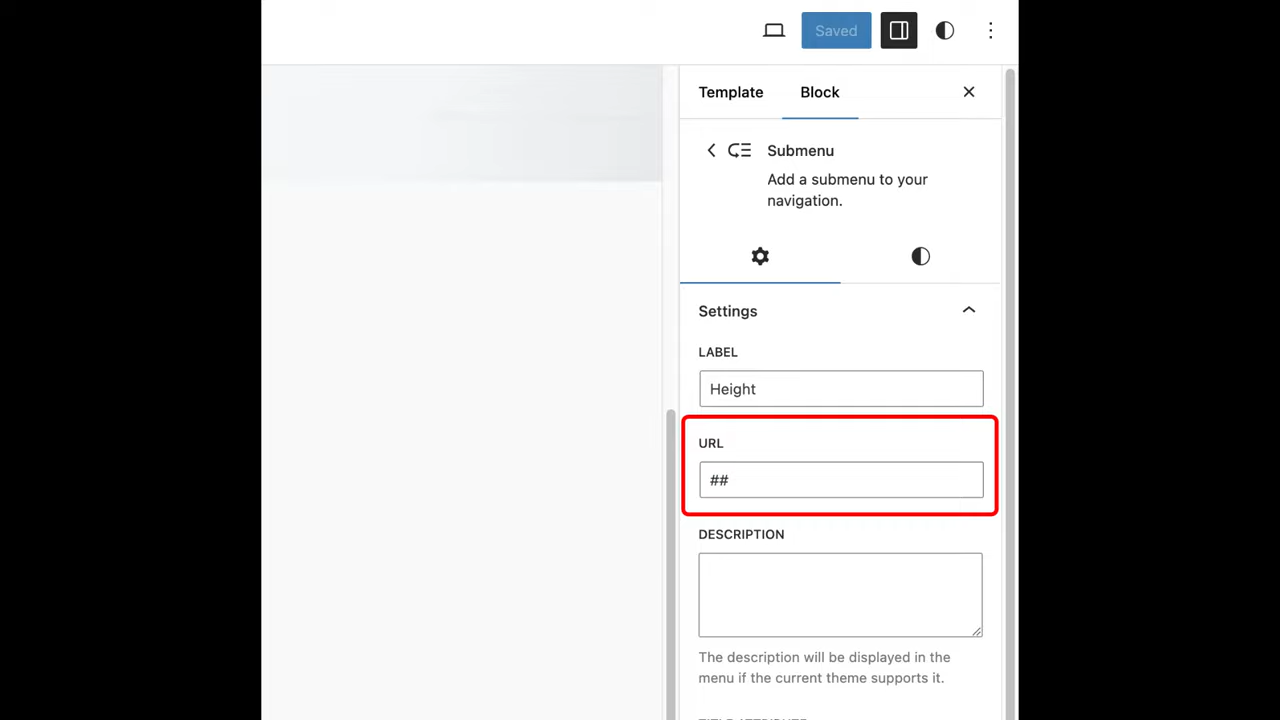 Saved
Template Block
Submenu
Add a submenu to your
navigation.
Settings
LABEL
Height
URL
##
DESCRIPTION
The description will be displayed in the
menu if the current theme supports it.